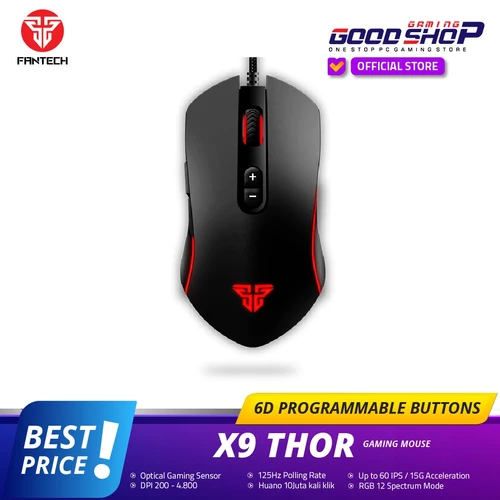 FANTECH
GAMING
GOODSHOP
ONE STOP PC GAMING STORE
OFFICIAL STORE
+
-
6D PROGRAMMABLE BUTTONS
BEST
PRICE!
X9 THOR GAMING MOUSE
• Optical Gaming Sensor
• DPI 200 - 4.800
• 125Hz Polling Rate
• Huano 10juta kali klik
• Up to 60 IPS / 15G Acceleration
• RGB 12 Spectrum Mode